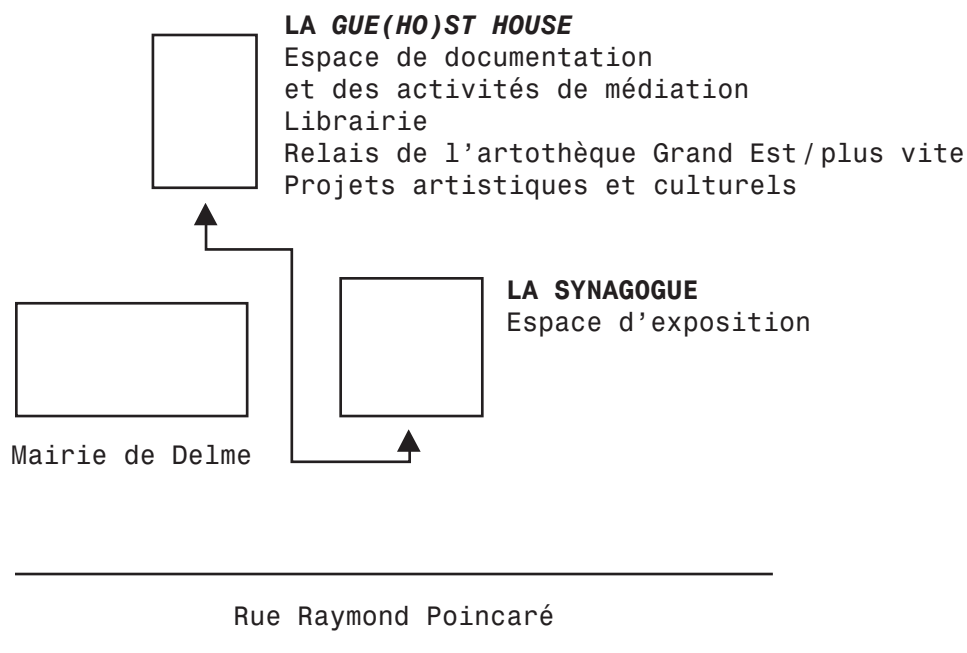 LA GUE(HO)ST HOUSE
Espace de documentation
et des activités de médiation
Librairie
Relais de l’artothèque Grand Est / plus vite
Projets artistiques et culturels
LA SYNAGOGUE
Espace d’exposition
Mairie de Delme
Rue Raymond Poincaré